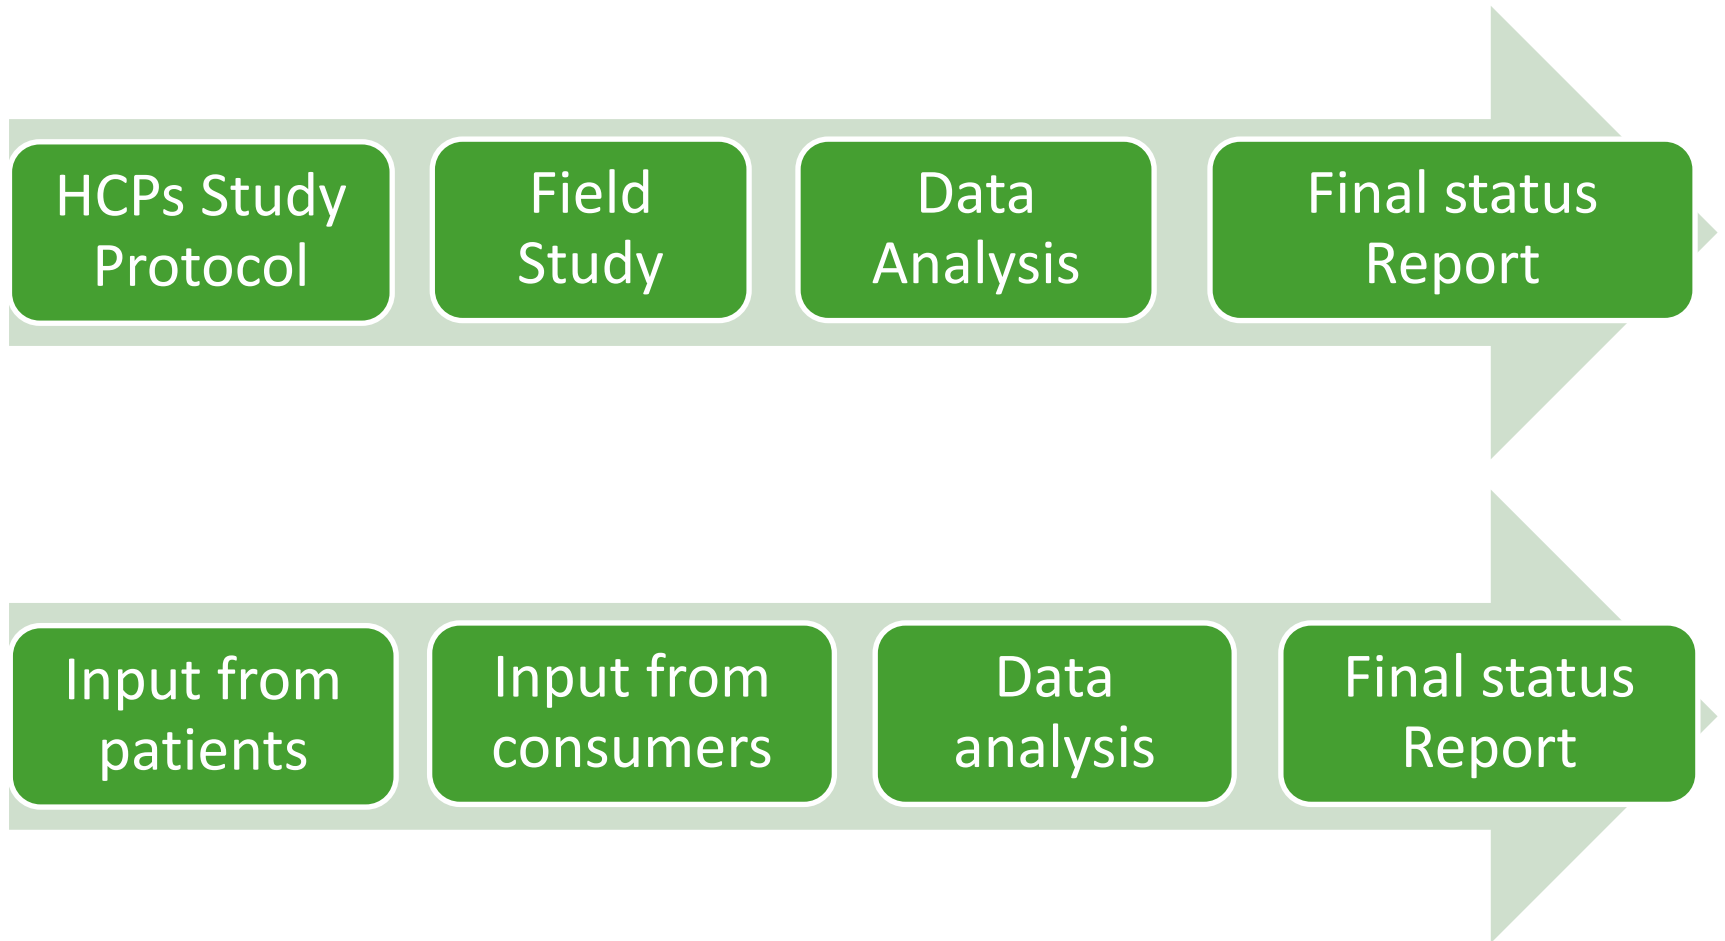 HCPs Study
Protocol
Field
Study
Data
Analysis
Final status
Report
Input from
patients
Input from
consumers
Data
analysis
Final status
Report